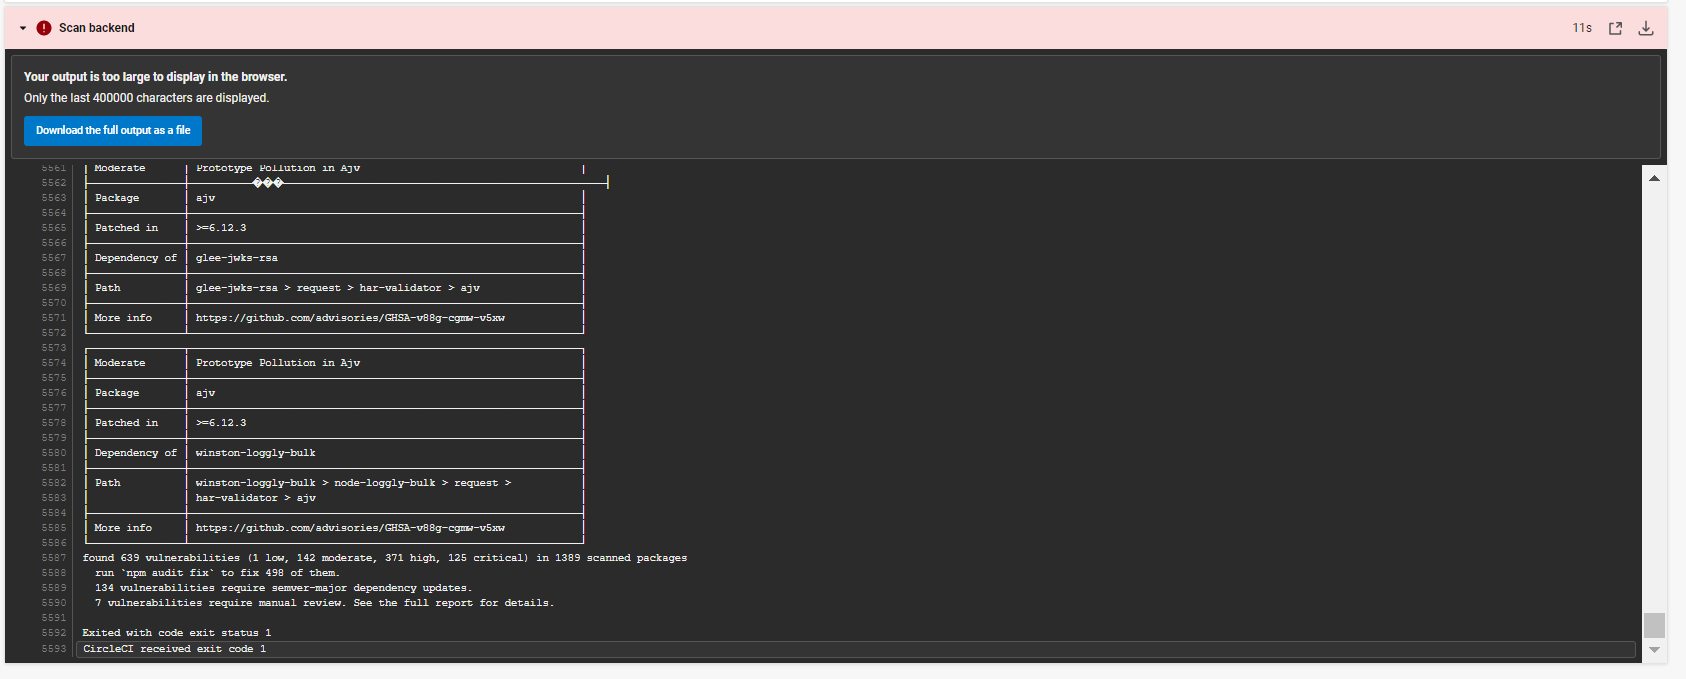 Scan backend
11s
Your output is too large to display in the browser.
Only the last 400000 characters are displayed.
Download the full output as a file
5561 | Moderate | Prototype Pollution in Ajv |
5562 ���
5563 | Package | ajv |
5564
5565 | Patched in | >=6.12.3 |
5566
5567 | Dependency of | glee-jwks-rsa |
5568
5569 | Path | glee-jwks-rsa > request > har-validator > ajv |
5570
5571 | More info | https://github.com/advisories/GHSA-v88g-cgmw-v5xw |
5572
5573
5574 | Moderate | Prototype Pollution in Ajv |
5575
5576 | Package | ajv |
5577
5578 | Patched in | >=6.12.3 |
5579
5580 | Dependency of | winston-loggly-bulk |
5581
5582 | Path | winston-loggly-bulk > node-loggly-bulk > request > |
5583 | | har-validator > ajv |
5584
5585 | More info | https://github.com/advisories/GHSA-v88g-cgmw-v5xw |
5586
5587 found 639 vulnerabilities (1 low, 142 moderate, 371 high, 125 critical) in 1389 scanned packages
5588 run `npm audit fix` to fix 498 of them.
5589 134 vulnerabilities require semver-major dependency updates.
5590 7 vulnerabilities require manual review. See the full report for details.
5591
5592 Exited with code exit status 1
5593 CircleCI received exit code 1